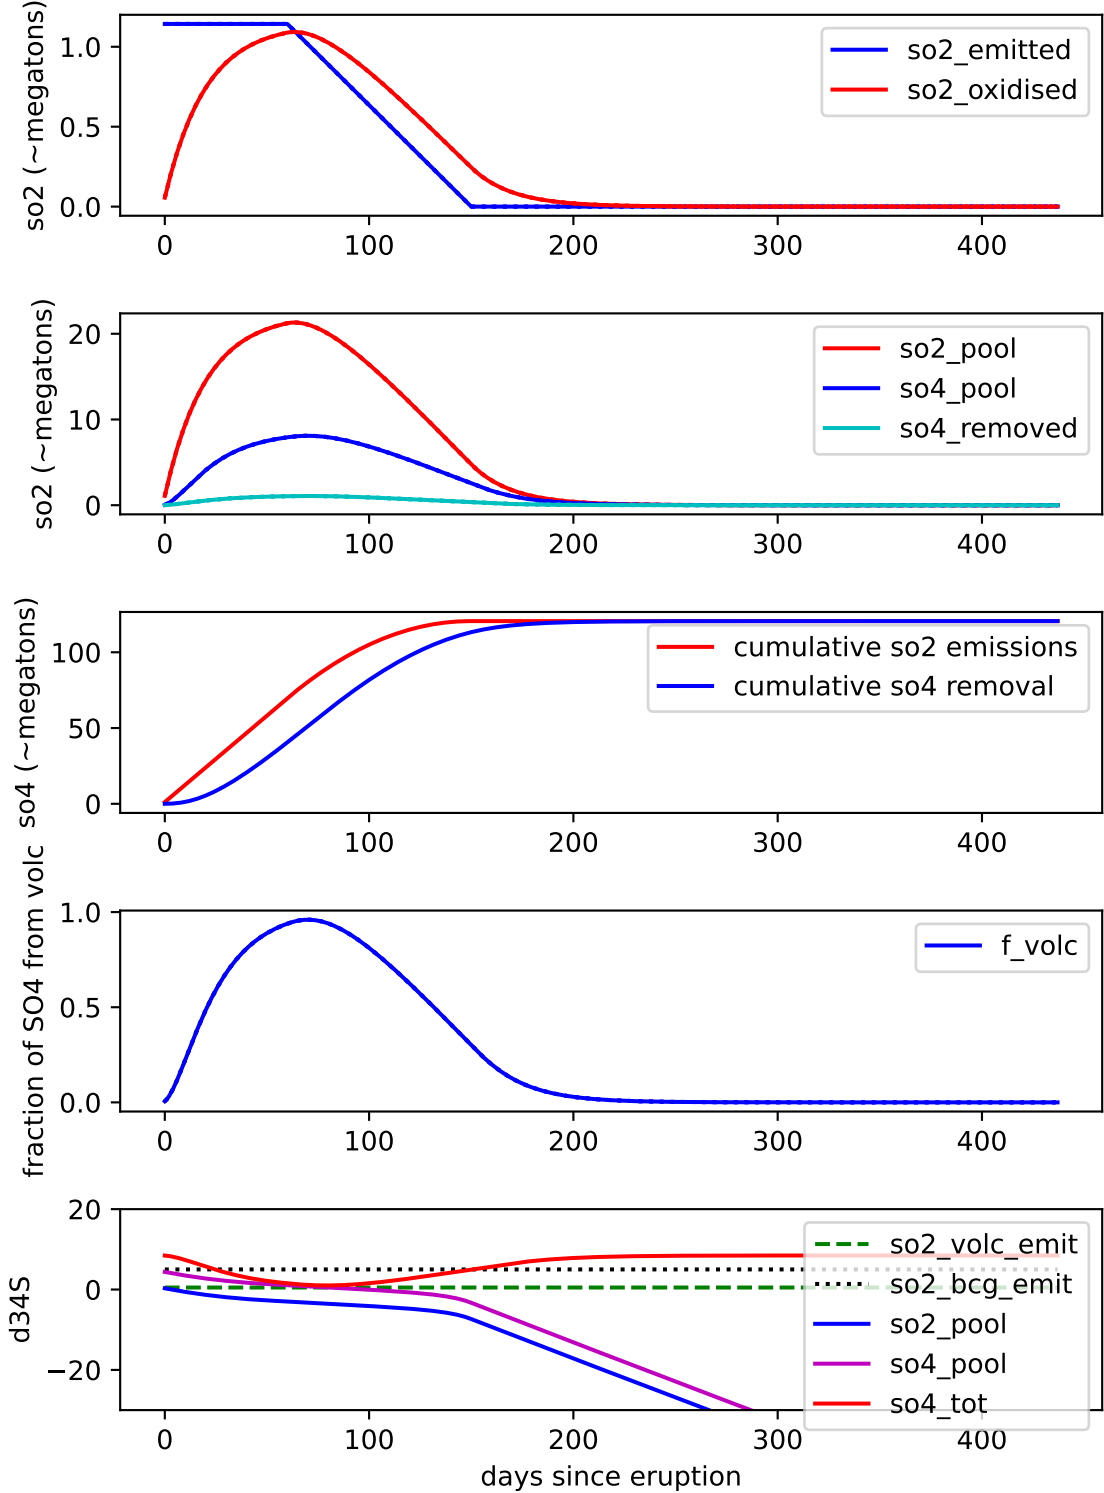 so2 (~megatons)
1.0
0.5
0.0
so2_emitted
so2_oxidised
0 100 200 300 400
so2 (~megatons)
20
10
0
so2_pool
so4_pool
so4_removed
0 100 200 300 400
so4 (~megatons)
100
50
0
cumulative so2 emissions
cumulative so4 removal
0 100 200 300 400
fraction of SO4 from volc
1.0
0.5
0.0
f_volc
0 100 200 300 400
d34S
20
0
−20
so2_volc_emit
so2_bcg_emit
so2_pool
so4_pool
so4_tot
0 100 200 300 400
days since eruption